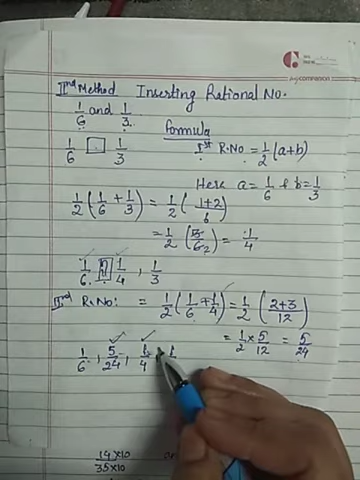 IInd Method Inserting Rational No.
1/6 and 1/3
Formula
1/6 □ 1/3 1st R.No = 1/2 (a+b)
Here a = 1/6 & b = 1/3
1/2 (1/6 + 1/3) = 1/2 (1+2/6)
= 1/2 (3/6 2) = 1/4
1/6, 1/4, 1/3
IInd R.No: = 1/2 (1/6 + 1/4) = 1/2 (2+3/12)
= 1/2 × 5/12 = 5/24
1/6, 5/24, 1/4
14×10/35×10